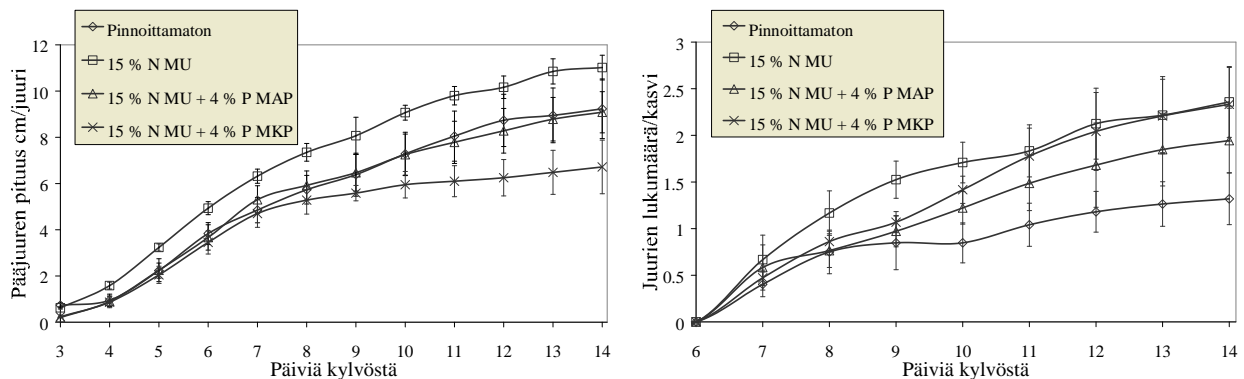 Pinnoittamaton
15 % N MU
15 % N MU + 4 % P MAP
15 % N MU + 4 % P MKP
Pääjuuren pituus cm/juuri
12
10
8
6
4
2
0
3 4 5 6 7 8 9 10 11 12 13 14
Päiviä kylvöstä
Pinnoittamaton
15 % N MU
15 % N MU + 4 % P MAP
15 % N MU + 4 % P MKP
Juurien lukumäärä/kasvi
3
2.5
2
1.5
1
0.5
0
6 7 8 9 10 11 12 13 14
Päiviä kylvöstä